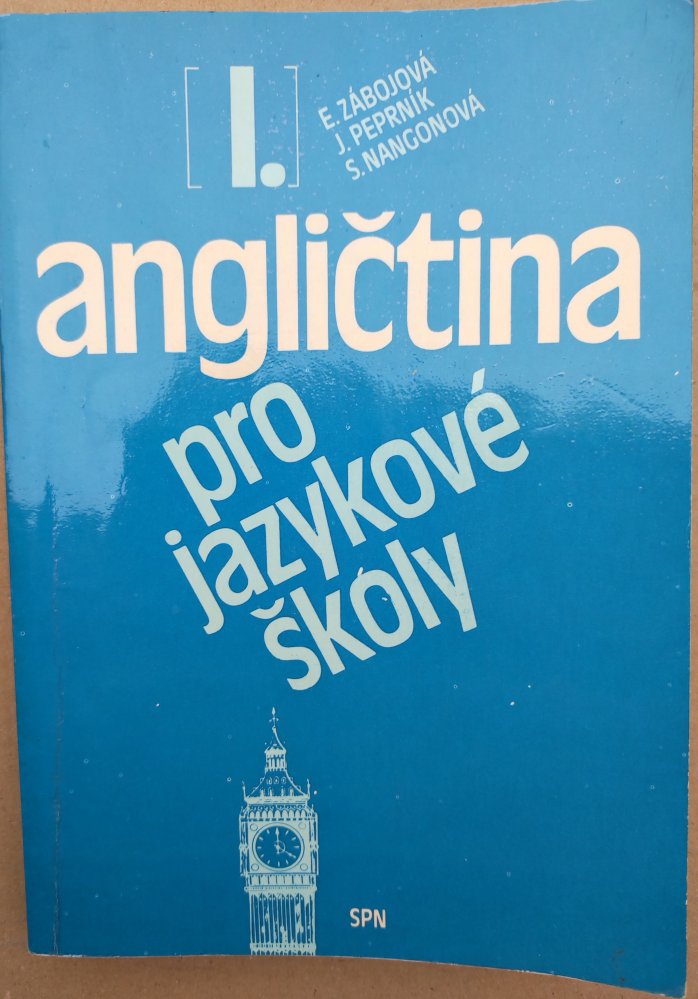 [I.]
E. ZÁBOJOVÁ
J. PEPRNÍK
S. NANGONOVÁ
angličtina
pro
jazykové
školy
SPN